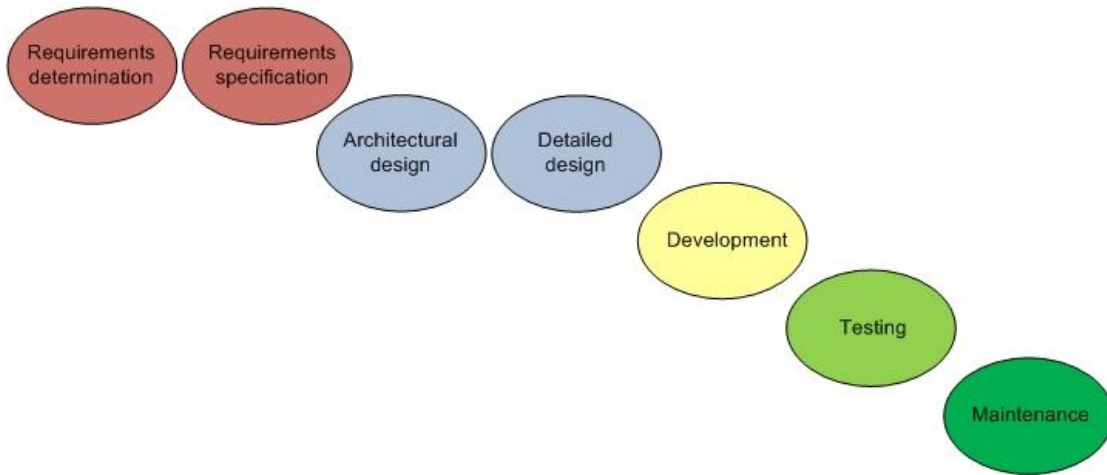 Requirements
determination
Requirements
specification
Architectural
design
Detailed
design
Development
Testing
Maintenance